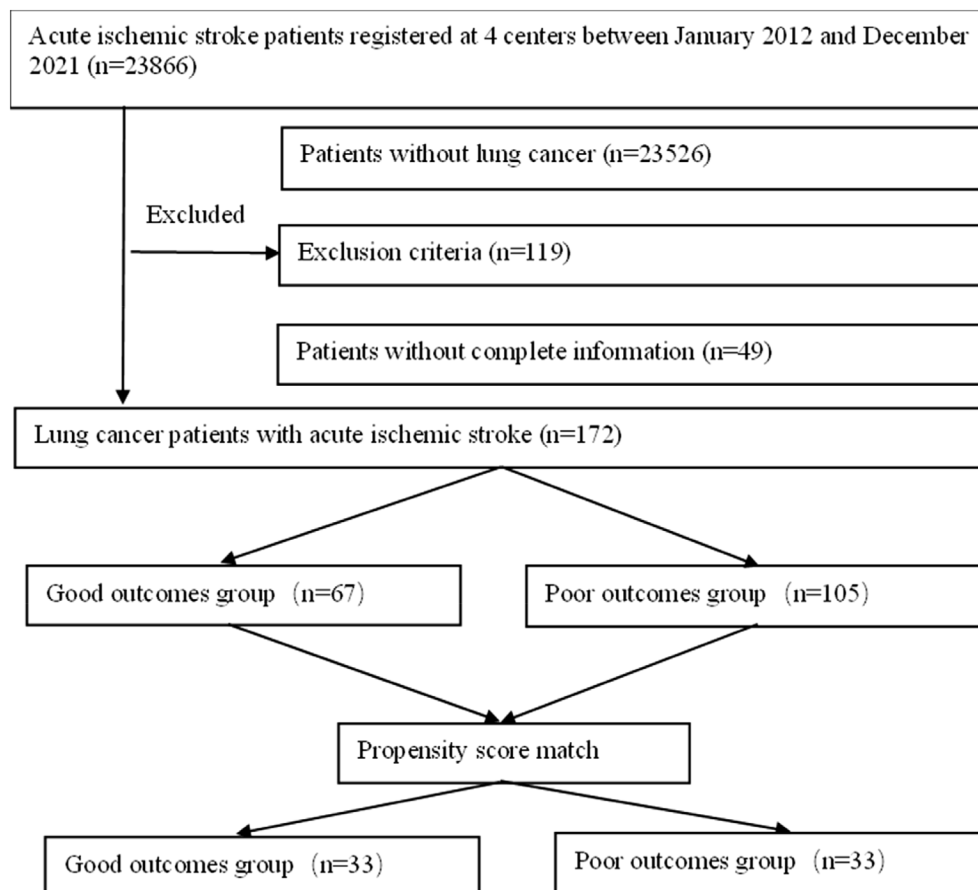 Acute ischemic stroke patients registered at 4 centers between January 2012 and December
2021 (n=23866)
Patients without lung cancer (n=23526)
Excluded
Exclusion criteria (n=119)
Patients without complete information (n=49)
Lung cancer patients with acute ischemic stroke (n=172)
Good outcomes group （n=67)
Poor outcomes group （n=105)
Propensity score match
Good outcomes group （n=33)
Poor outcomes group （n=33)